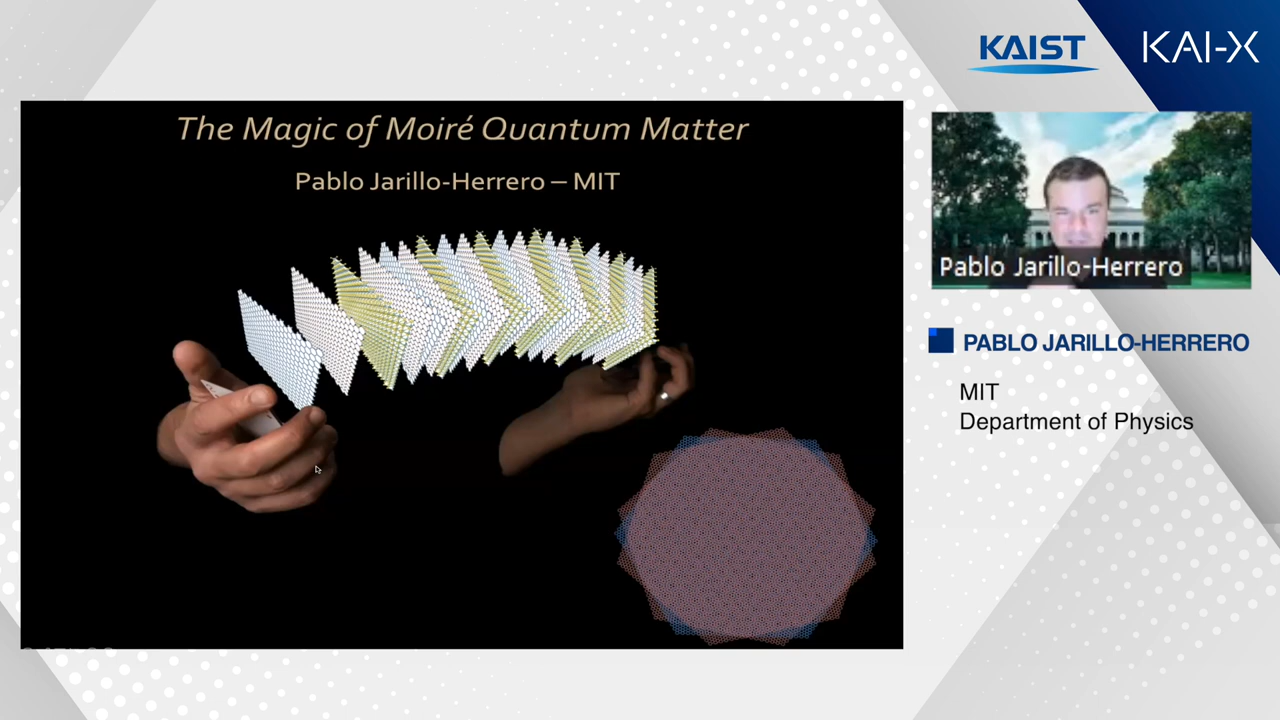 KAIST
KAI-X
The Magic of Moiré Quantum Matter
Pablo Jarillo-Herrero – MIT
Pablo Jarillo-Herrero
PABLO JARILLO-HERRERO
MIT
Department of Physics